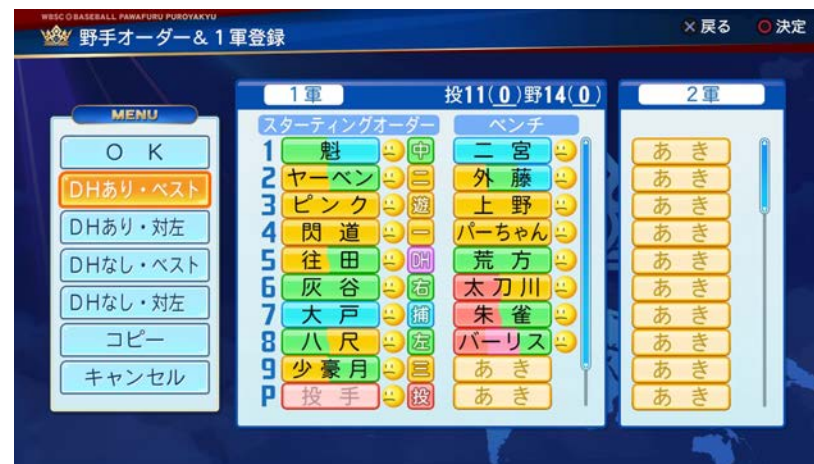 WBSC ⚾BASEBALL PAWAFURU PUROYAKYU
野手オーダー&1軍登録
×戻る ○決定
MENU
OK
DHあり・ベスト
DHあり・対左
DHなし・ベスト
DHなし・対左
コピー
キャンセル
1軍 投11(0)野14(0)
スターティングオーダー ベンチ
1 魁 中 二宮
2 ヤーベン 二 外藤
3 ピンク 遊 上野
4 閃道 一 パーちゃん
5 往田 DH 荒方
6 灰谷 右 太刀川
7 大戸 捕 朱雀
8 八尺 左 バーリス
9 少豪月 三 あき
P 投手 投 あき
2軍
あき
あき
あき
あき
あき
あき
あき
あき
あき
あき